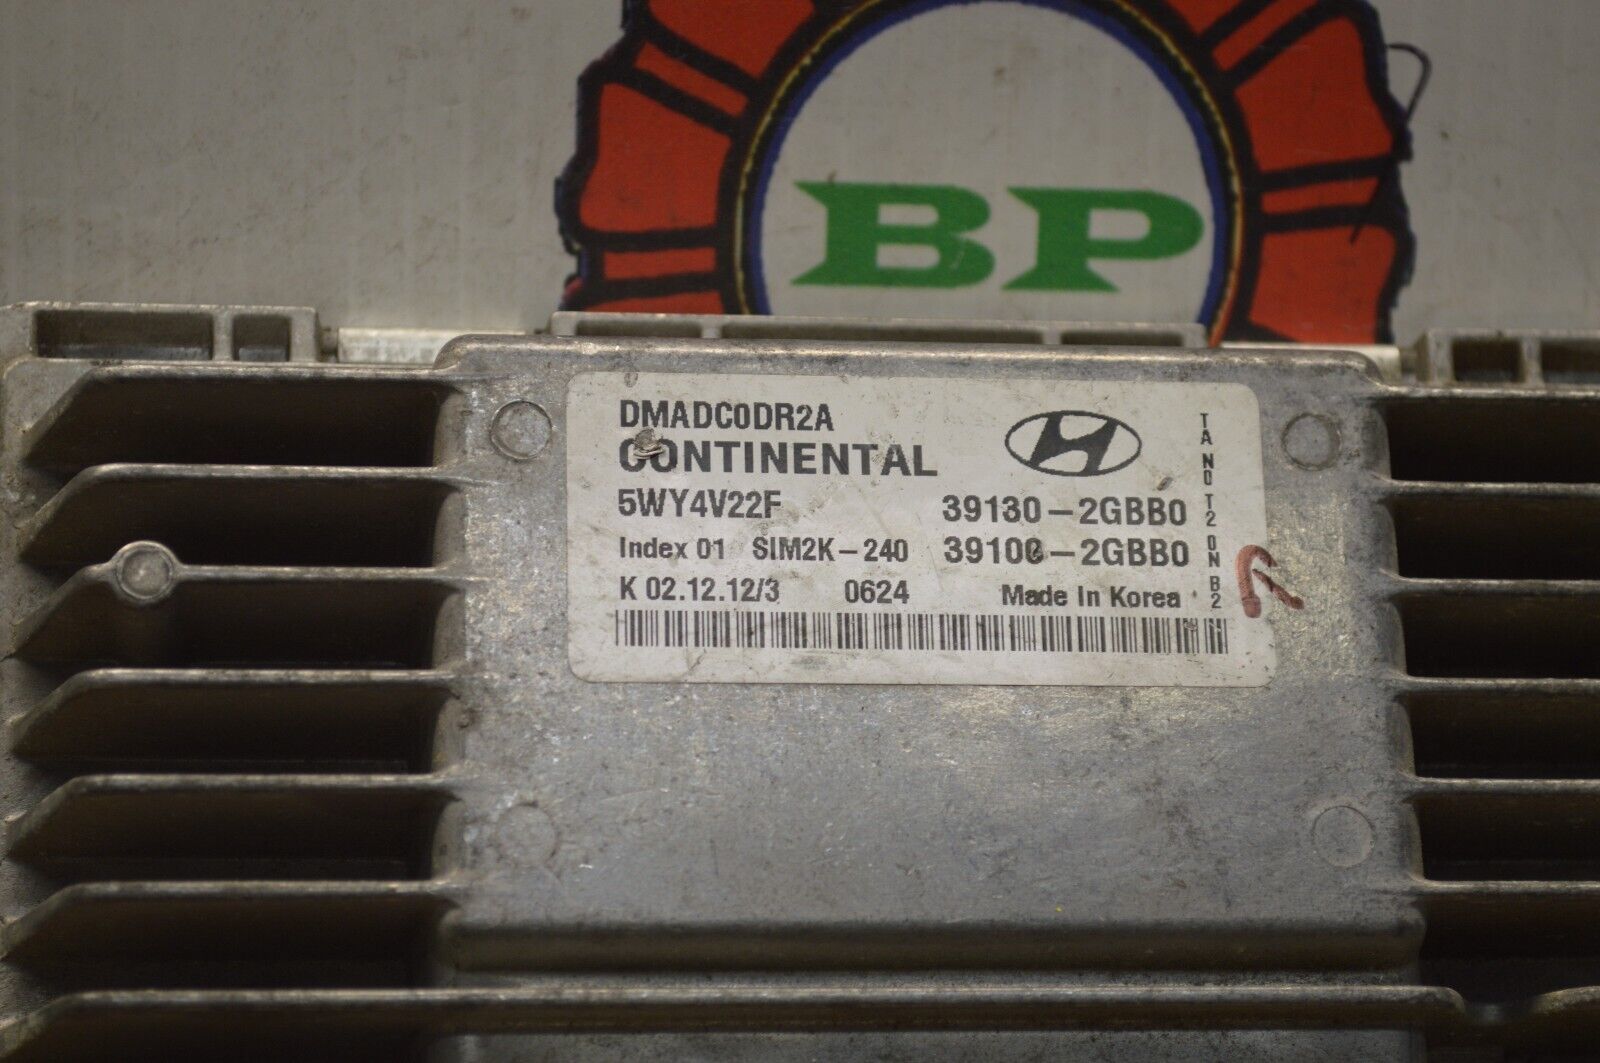 BP
DMADC0DR2A
CONTINENTAL
5WY4V22F 39130-2GBB0
Index 01 SIM2K-240 39100-2GBB0
K 02.12.12/3 0624 Made In Korea
TA NO T2 ON B2